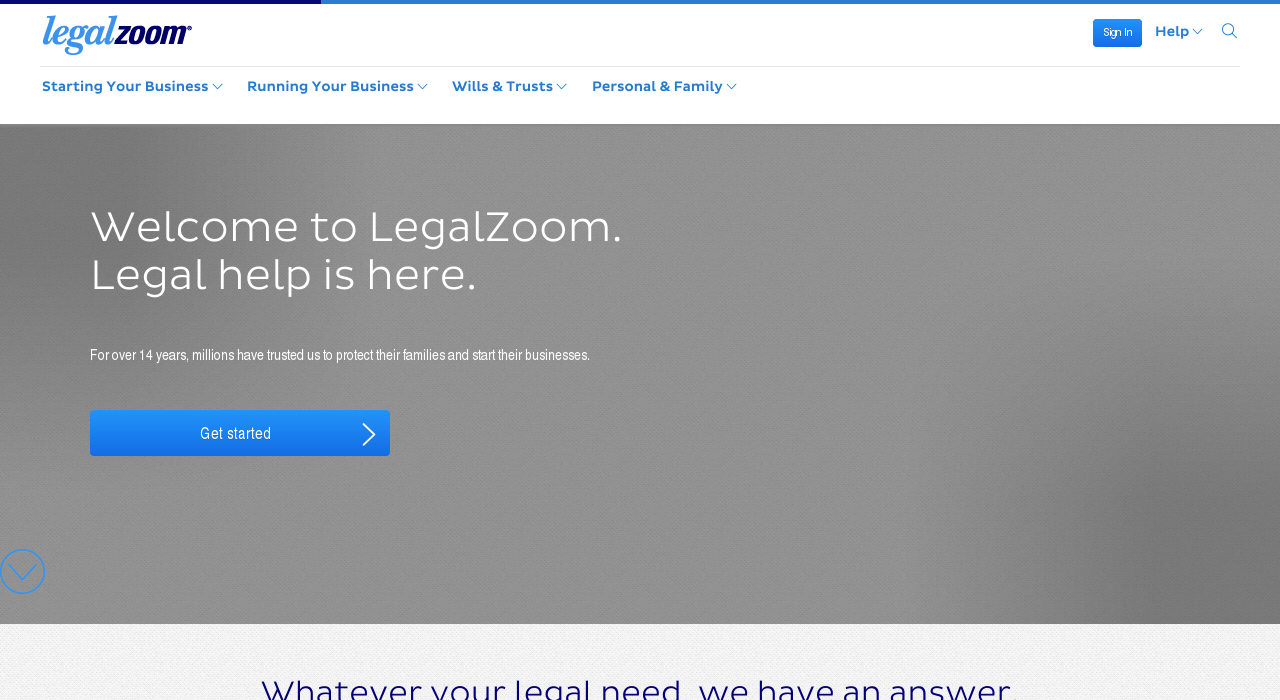 legalzoom®
Sign In
Help
Starting Your Business
Running Your Business
Wills & Trusts
Personal & Family
Welcome to LegalZoom.
Legal help is here.
For over 14 years, millions have trusted us to protect their families and start their businesses.
Get started
Whatever your legal need, we have an answer.